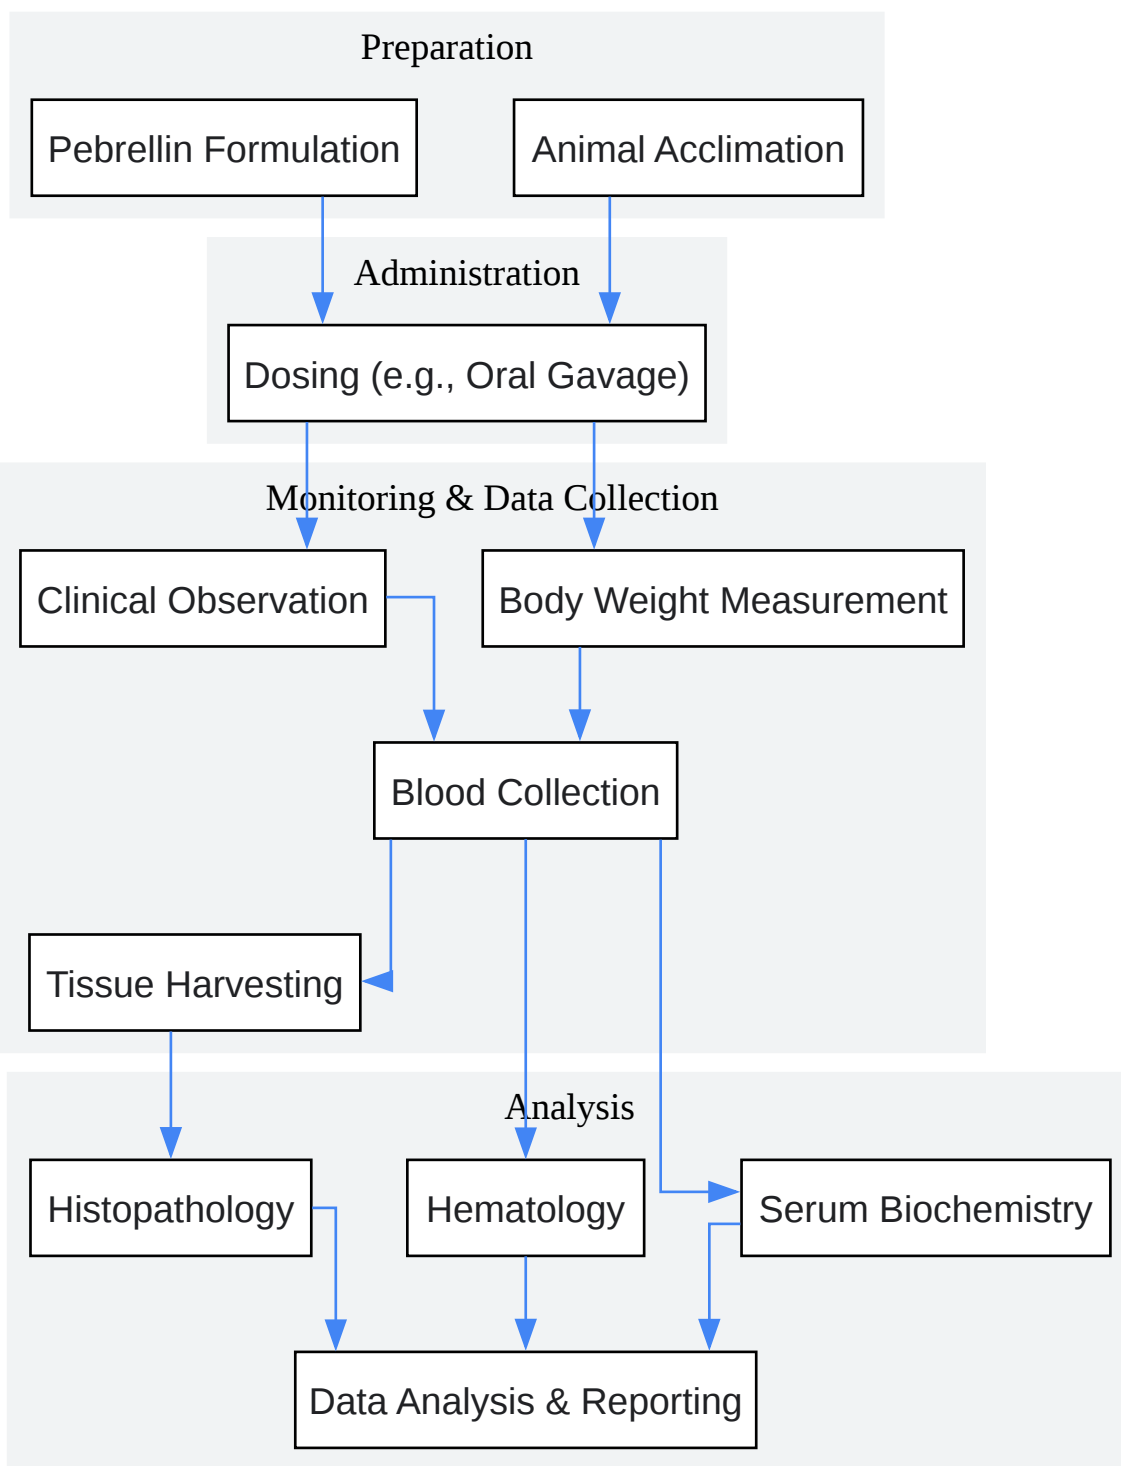 Preparation
Pebrellin Formulation
Animal Acclimation
Administration
Dosing (e.g., Oral Gavage)
Monitoring & Data Collection
Clinical Observation
Body Weight Measurement
Blood Collection
Tissue Harvesting
Analysis
Histopathology
Hematology
Serum Biochemistry
Data Analysis & Reporting